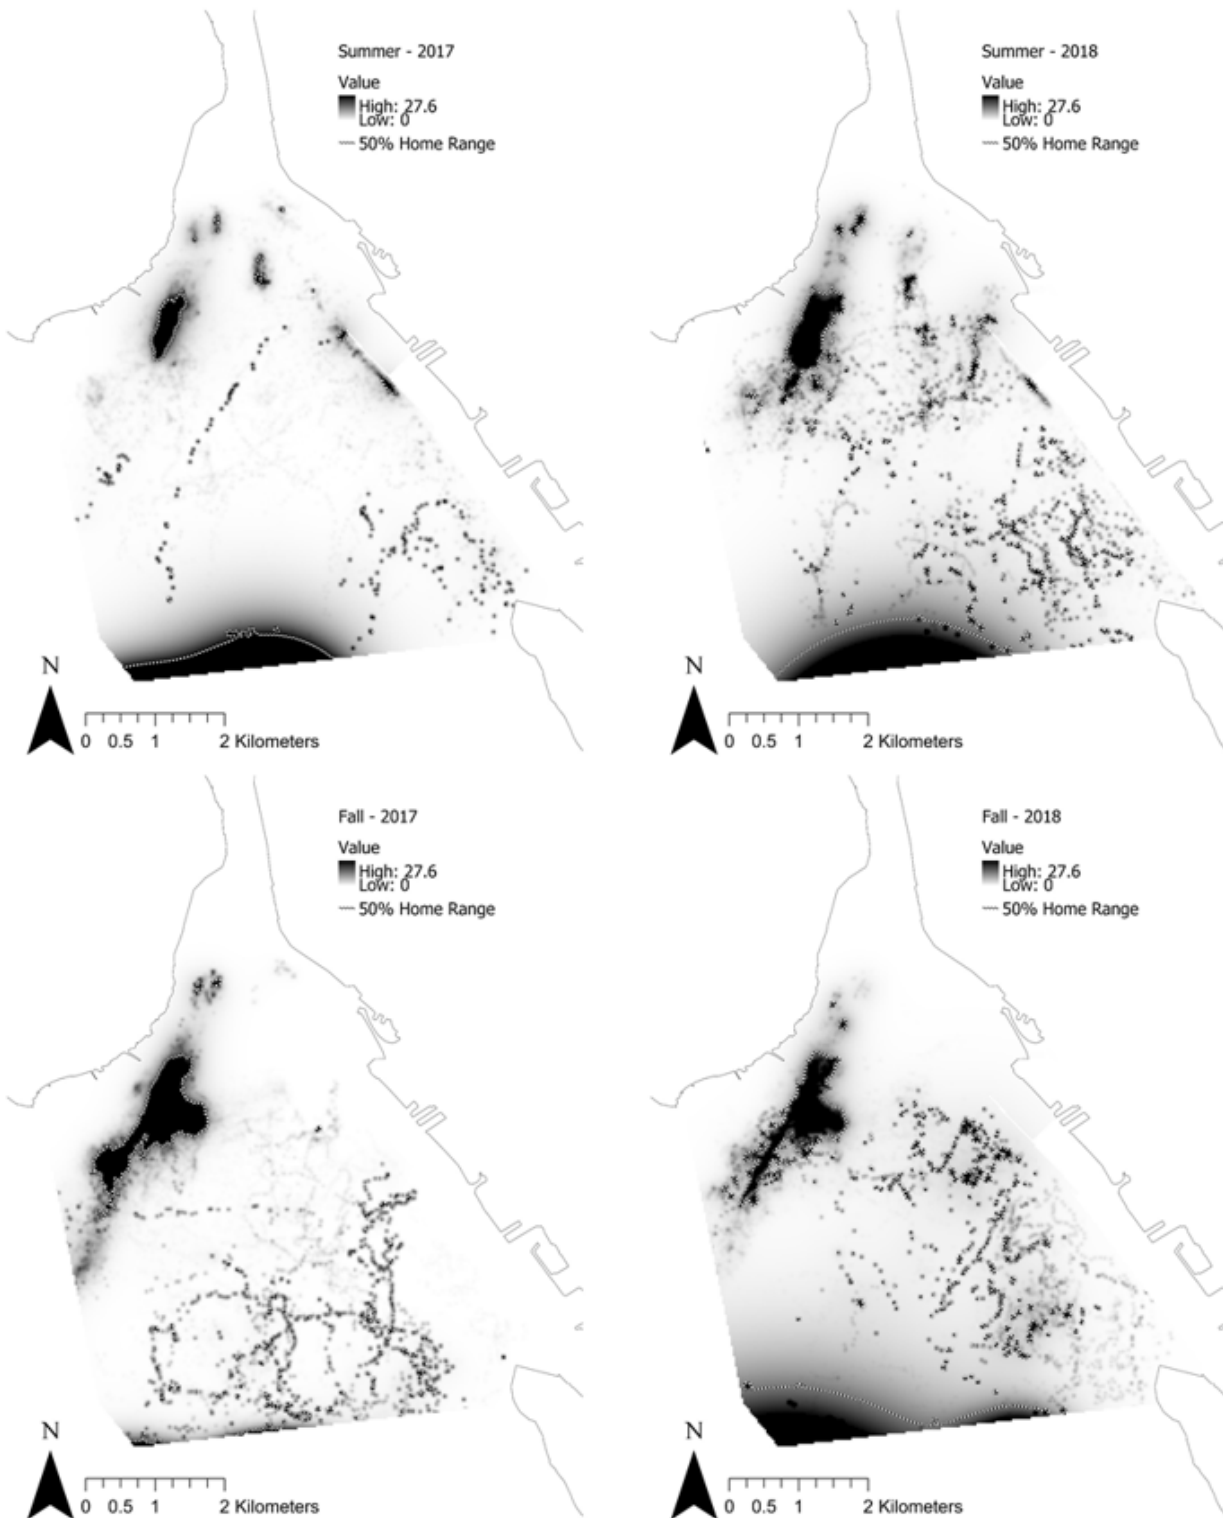 Summer - 2017
Value
High: 27.6
Low: 0
50% Home Range
N
0 0.5 1 2 Kilometers
Summer - 2018
Value
High: 27.6
Low: 0
50% Home Range
N
0 0.5 1 2 Kilometers
Fall - 2017
Value
High: 27.6
Low: 0
50% Home Range
N
0 0.5 1 2 Kilometers
Fall - 2018
Value
High: 27.6
Low: 0
50% Home Range
N
0 0.5 1 2 Kilometers